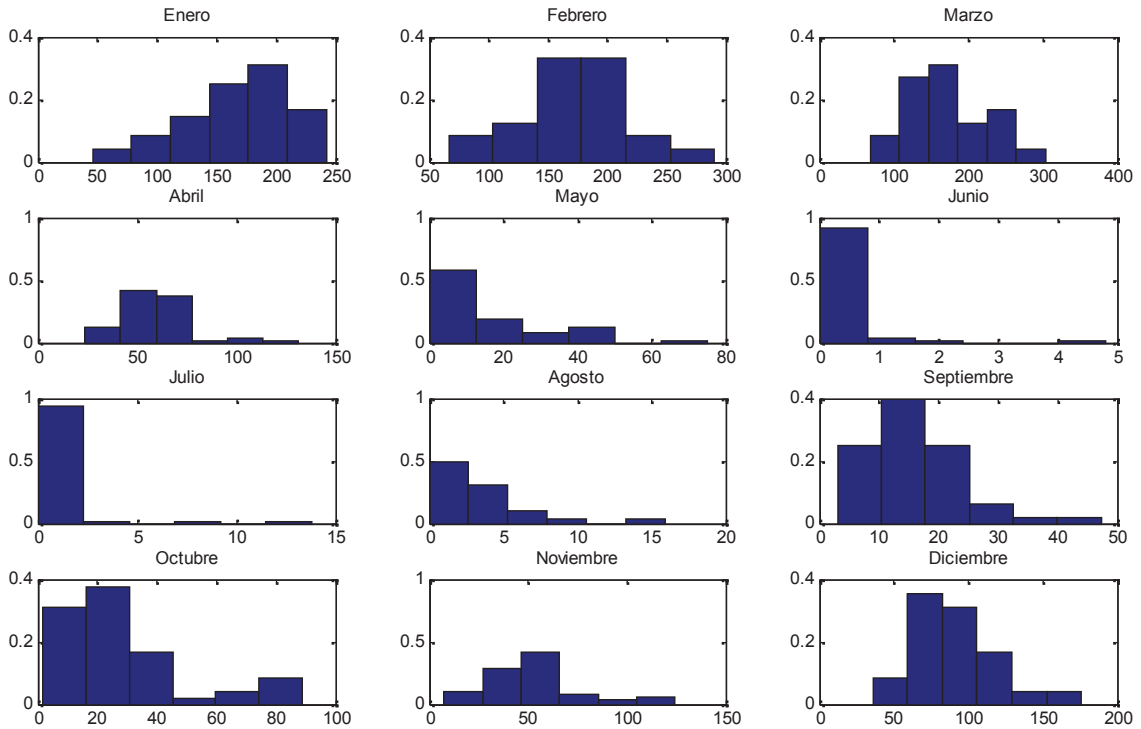 Enero Febrero Marzo
0.4 0.4 0.4
0.2 0.2 0.2
0 0 0
0 50 100 150 200 250 50 100 150 200 250 300 0 100 200 300 400
Abril Mayo Junio
1 1 1
0.5 0.5 0.5
0 0 0
0 50 100 150 0 20 40 60 80 0 1 2 3 4 5
Julio Agosto Septiembre
1 1 0.4
0.5 0.5 0.2
0 0 0
0 5 10 15 0 5 10 15 20 0 10 20 30 40 50
Octubre Noviembre Diciembre
0.4 1 0.4
0.2 0.5 0.2
0 0 0
0 20 40 60 80 100 0 50 100 150 0 50 100 150 200